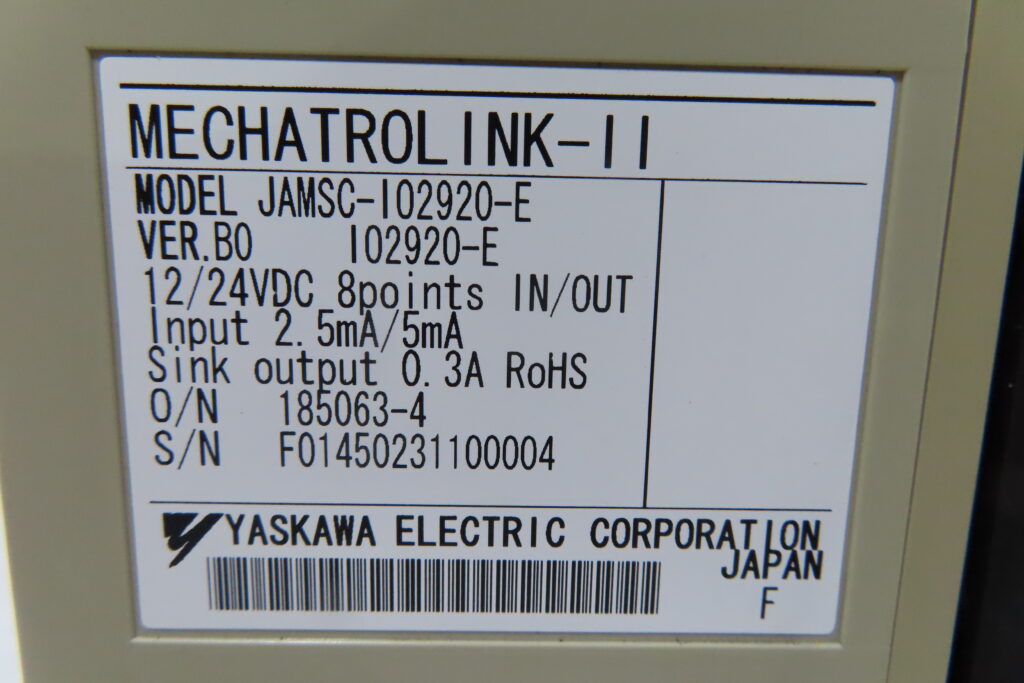 MECHATROLINK-II
MODEL JAMSC-IO2920-E
VER.B0 IO2920-E
12/24VDC 8points IN/OUT
Input 2.5mA/5mA
Sink output 0.3A RoHS
O/N 185063-4
S/N F01450231100004
YASKAWA ELECTRIC CORPORATION
JAPAN
F